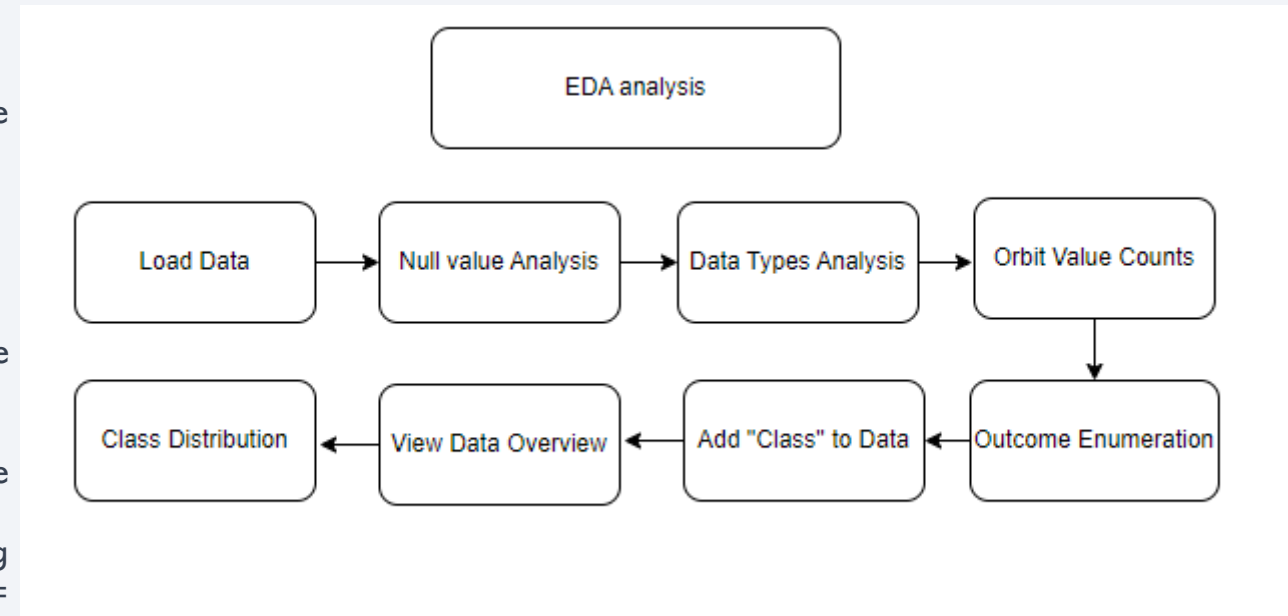 EDA analysis
Load Data
Null value Analysis
Data Types Analysis
Orbit Value Counts
Outcome Enumeration
Add "Class" to Data
View Data Overview
Class Distribution